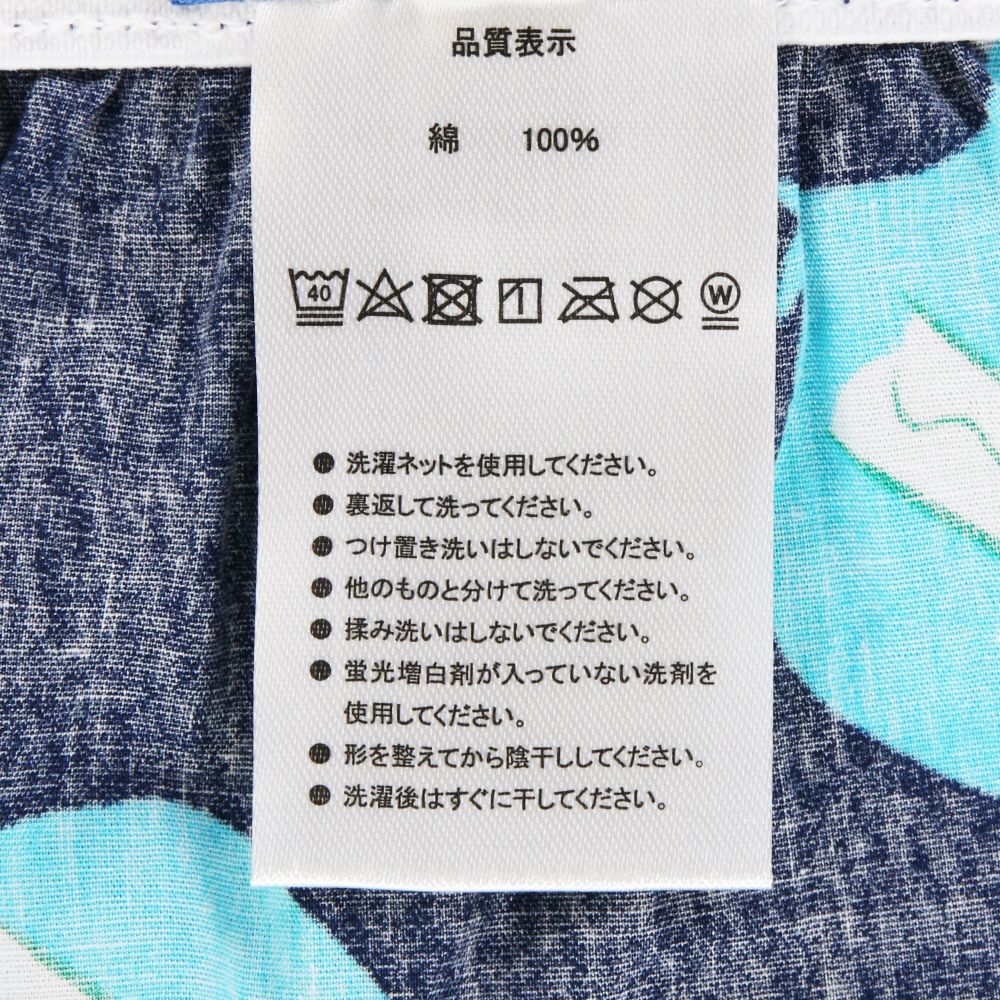 品質表示
綿 100%
40 W
● 洗濯ネットを使用してください。
● 裏返して洗ってください。
● つけ置き洗いはしないでください。
● 他のものと分けて洗ってください。
● 揉み洗いはしないでください。
● 蛍光増白剤が入っていない洗剤を
使用してください。
● 形を整えてから陰干ししてください。
● 洗濯後はすぐに干してください。